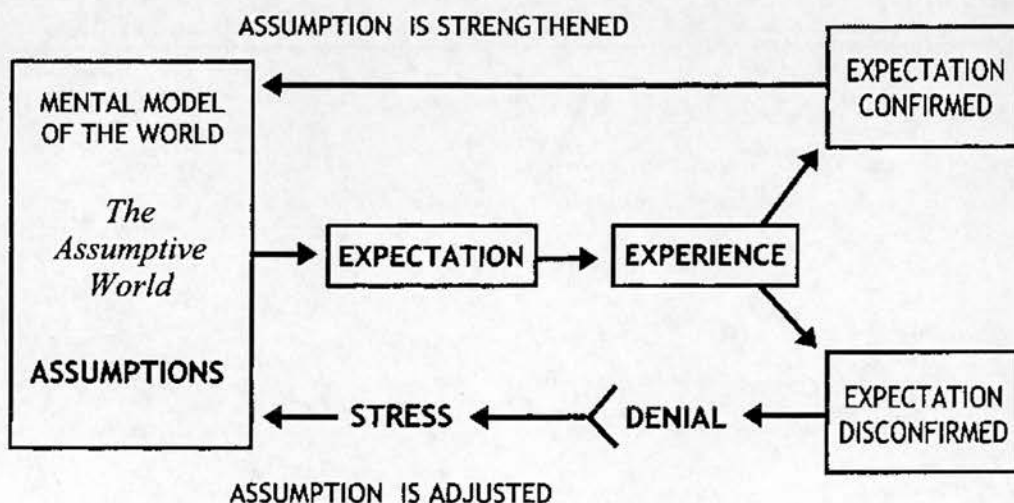 ASSUMPTION IS STRENGTHENED
MENTAL MODEL
OF THE WORLD
The
Assumptive
World
ASSUMPTIONS
EXPECTATION
EXPERIENCE
EXPECTATION
CONFIRMED
EXPECTATION
DISCONFIRMED
DENIAL
STRESS
ASSUMPTION IS ADJUSTED